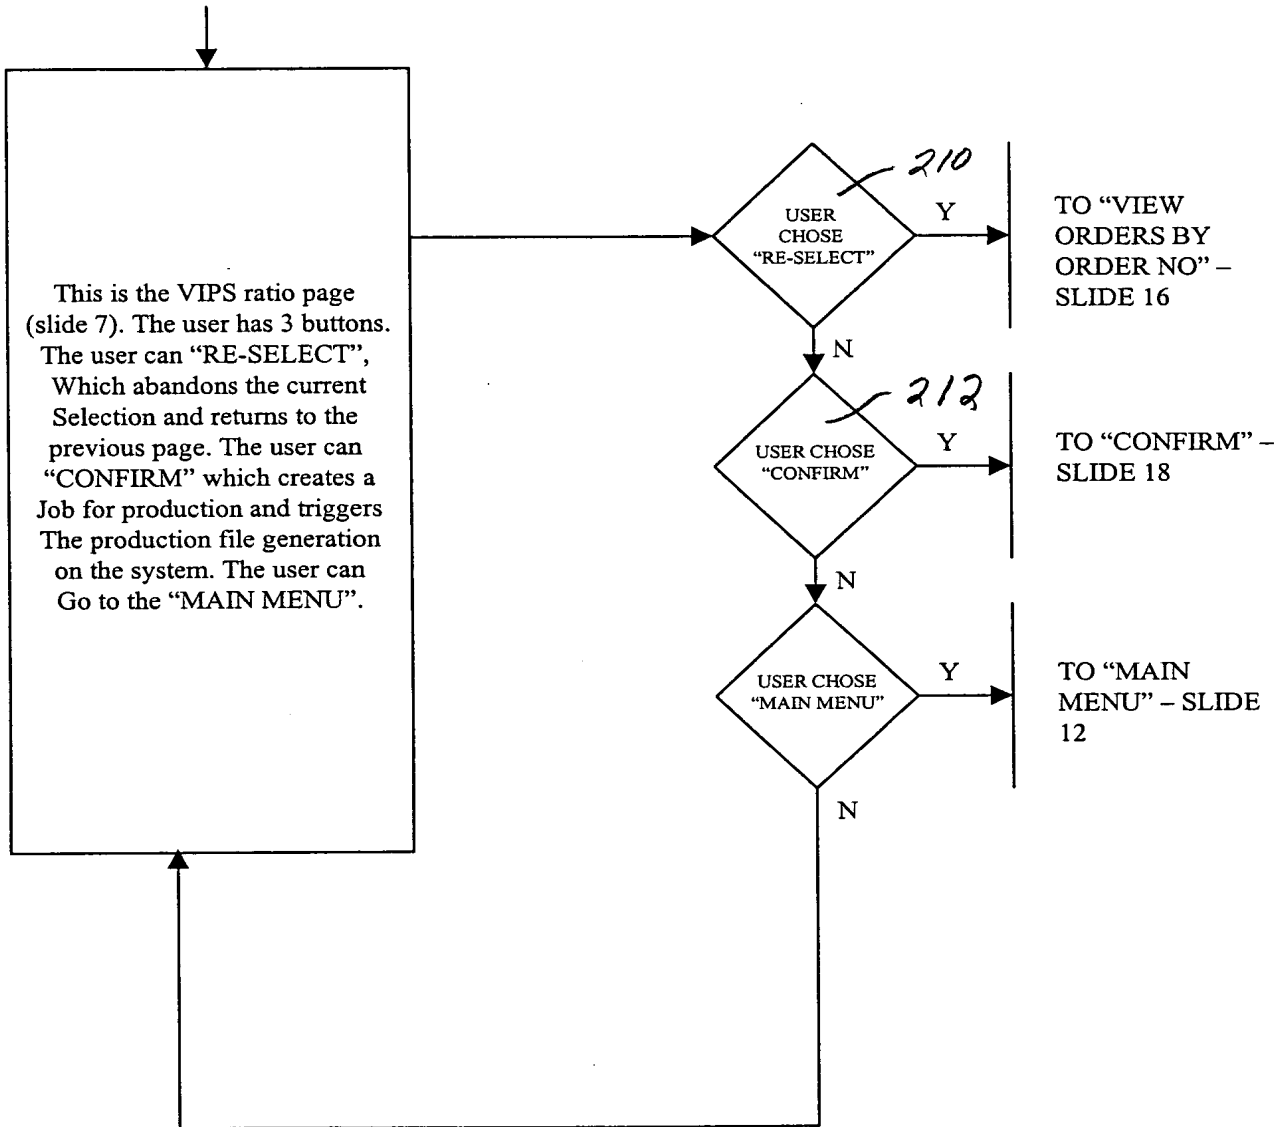 This is the VIPS ratio page
(slide 7). The user has 3 buttons.
The user can “RE-SELECT”,
Which abandons the current
Selection and returns to the
previous page. The user can
“CONFIRM” which creates a
Job for production and triggers
The production file generation
on the system. The user can
Go to the “MAIN MENU”.
210
USER
CHOSE
“RE-SELECT”
Y
TO “VIEW
ORDERS BY
ORDER NO” –
SLIDE 16
N
212
USER CHOSE
“CONFIRM”
Y
TO “CONFIRM” –
SLIDE 18
N
USER CHOSE
“MAIN MENU”
Y
TO “MAIN
MENU” – SLIDE
12
N